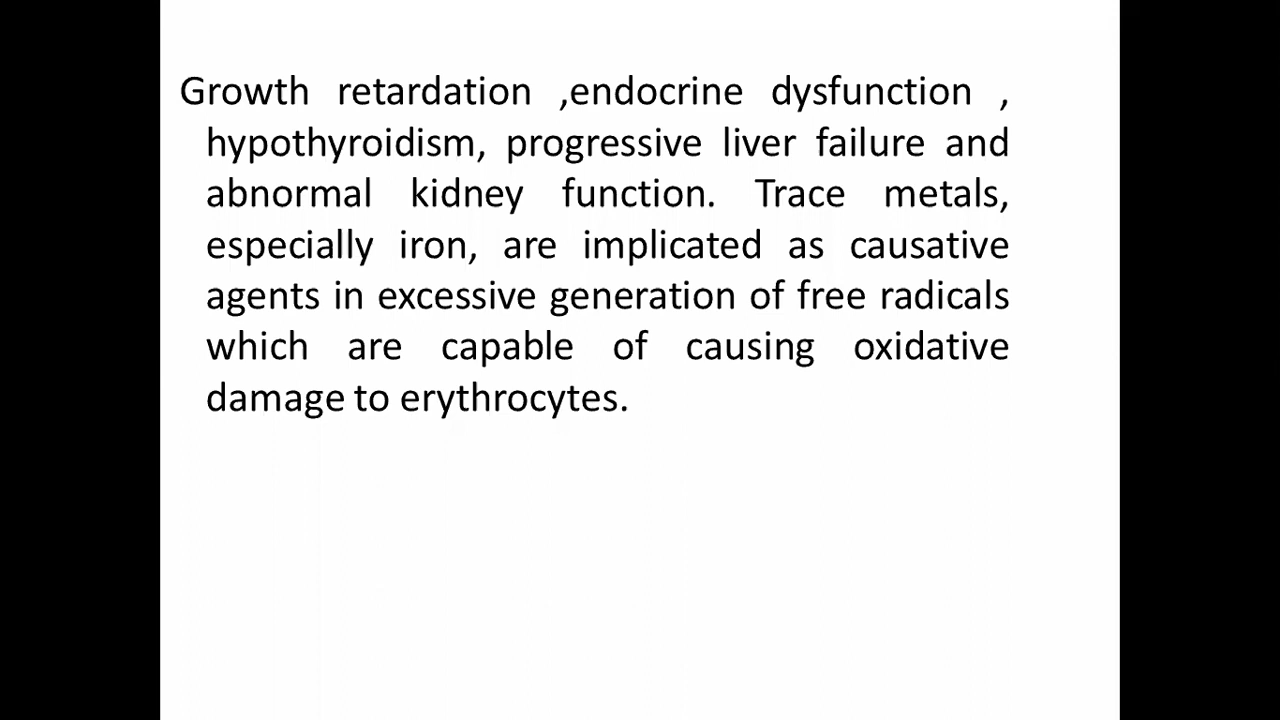 Growth retardation ,endocrine dysfunction ,
hypothyroidism, progressive liver failure and
abnormal kidney function. Trace metals,
especially iron, are implicated as causative
agents in excessive generation of free radicals
which are capable of causing oxidative
damage to erythrocytes.